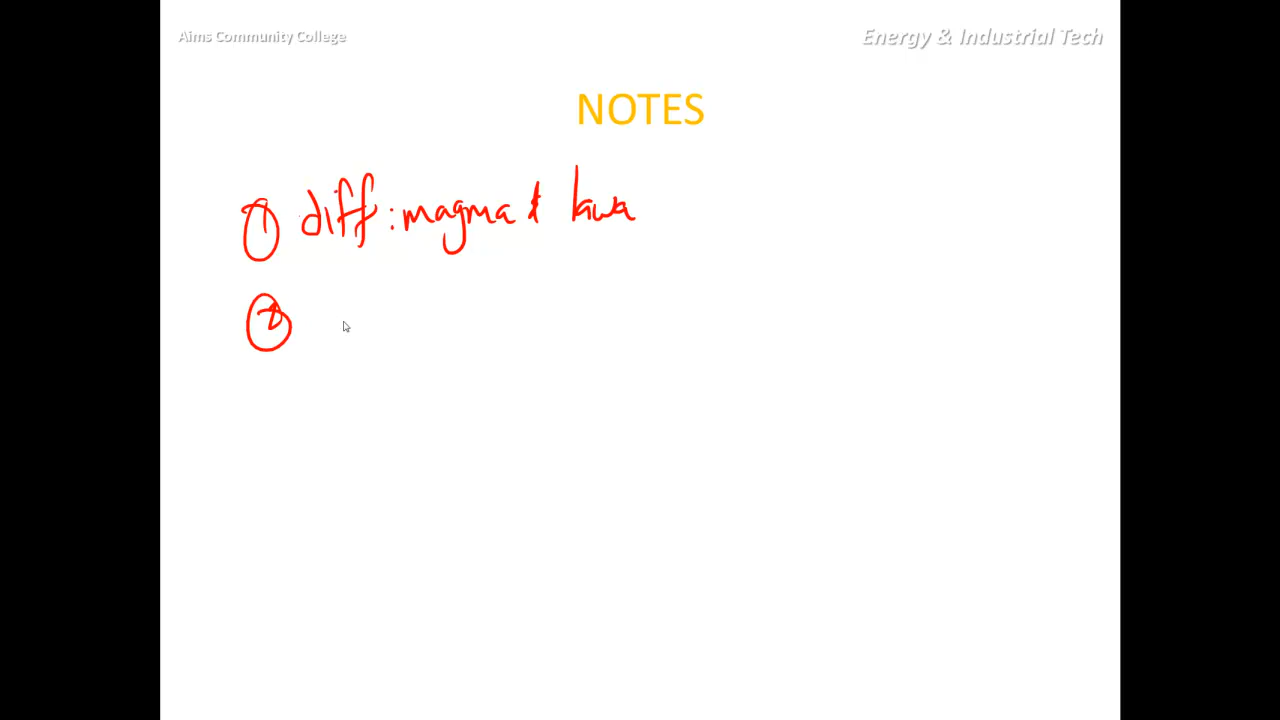 Aims Community College
Energy & Industrial Tech
NOTES
① diff: magma & lava
②